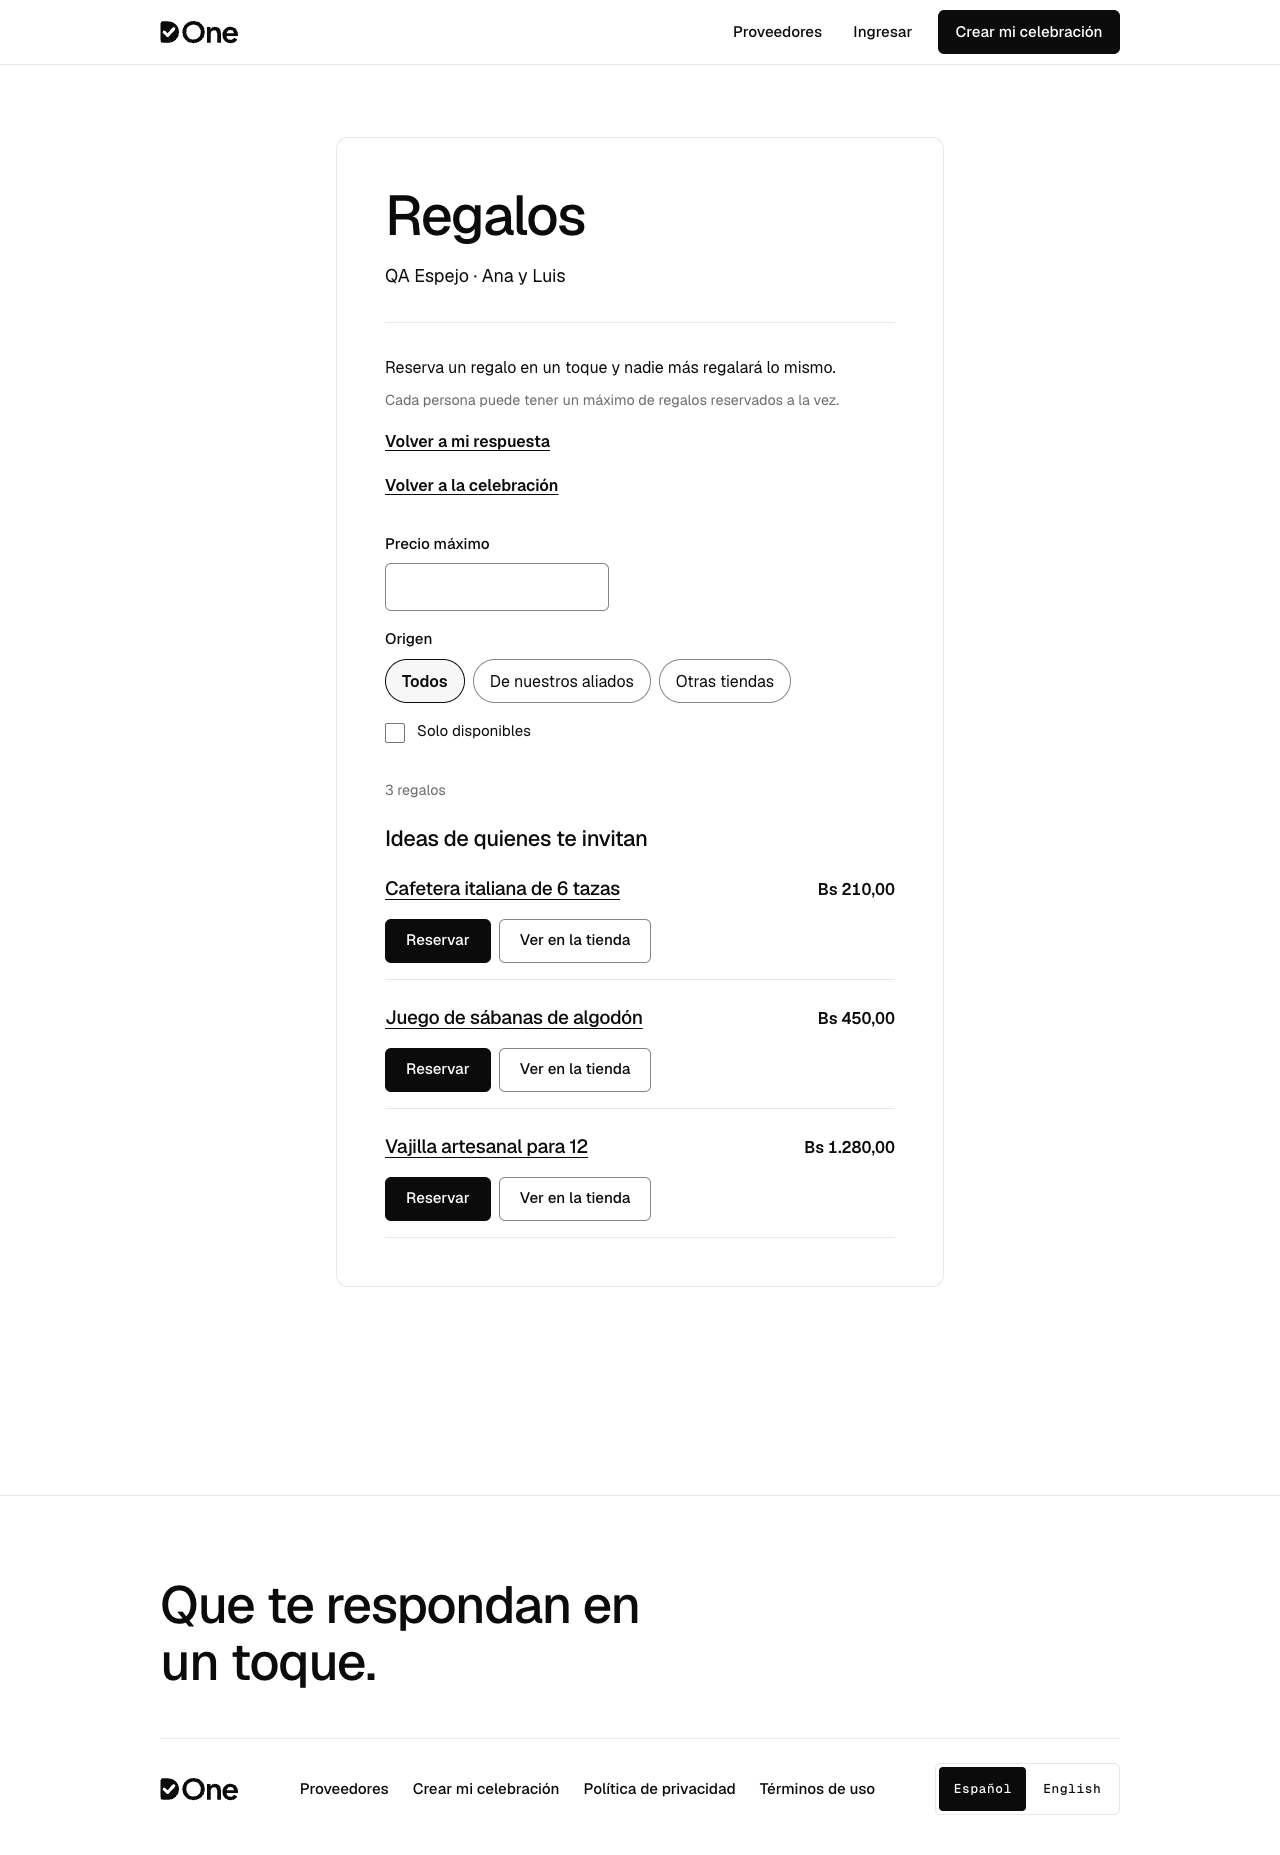 One
Proveedores Ingresar Crear mi celebración
Regalos
QA Espejo · Ana y Luis
Reserva un regalo en un toque y nadie más regalará lo mismo.
Cada persona puede tener un máximo de regalos reservados a la vez.
Volver a mi respuesta
Volver a la celebración
Precio máximo
Origen
Todos De nuestros aliados Otras tiendas
Solo disponibles
3 regalos
Ideas de quienes te invitan
Cafetera italiana de 6 tazas Bs 210,00
Reservar Ver en la tienda
Juego de sábanas de algodón Bs 450,00
Reservar Ver en la tienda
Vajilla artesanal para 12 Bs 1.280,00
Reservar Ver en la tienda
Que te respondan en
un toque.
One Proveedores Crear mi celebración Política de privacidad Términos de uso Español English